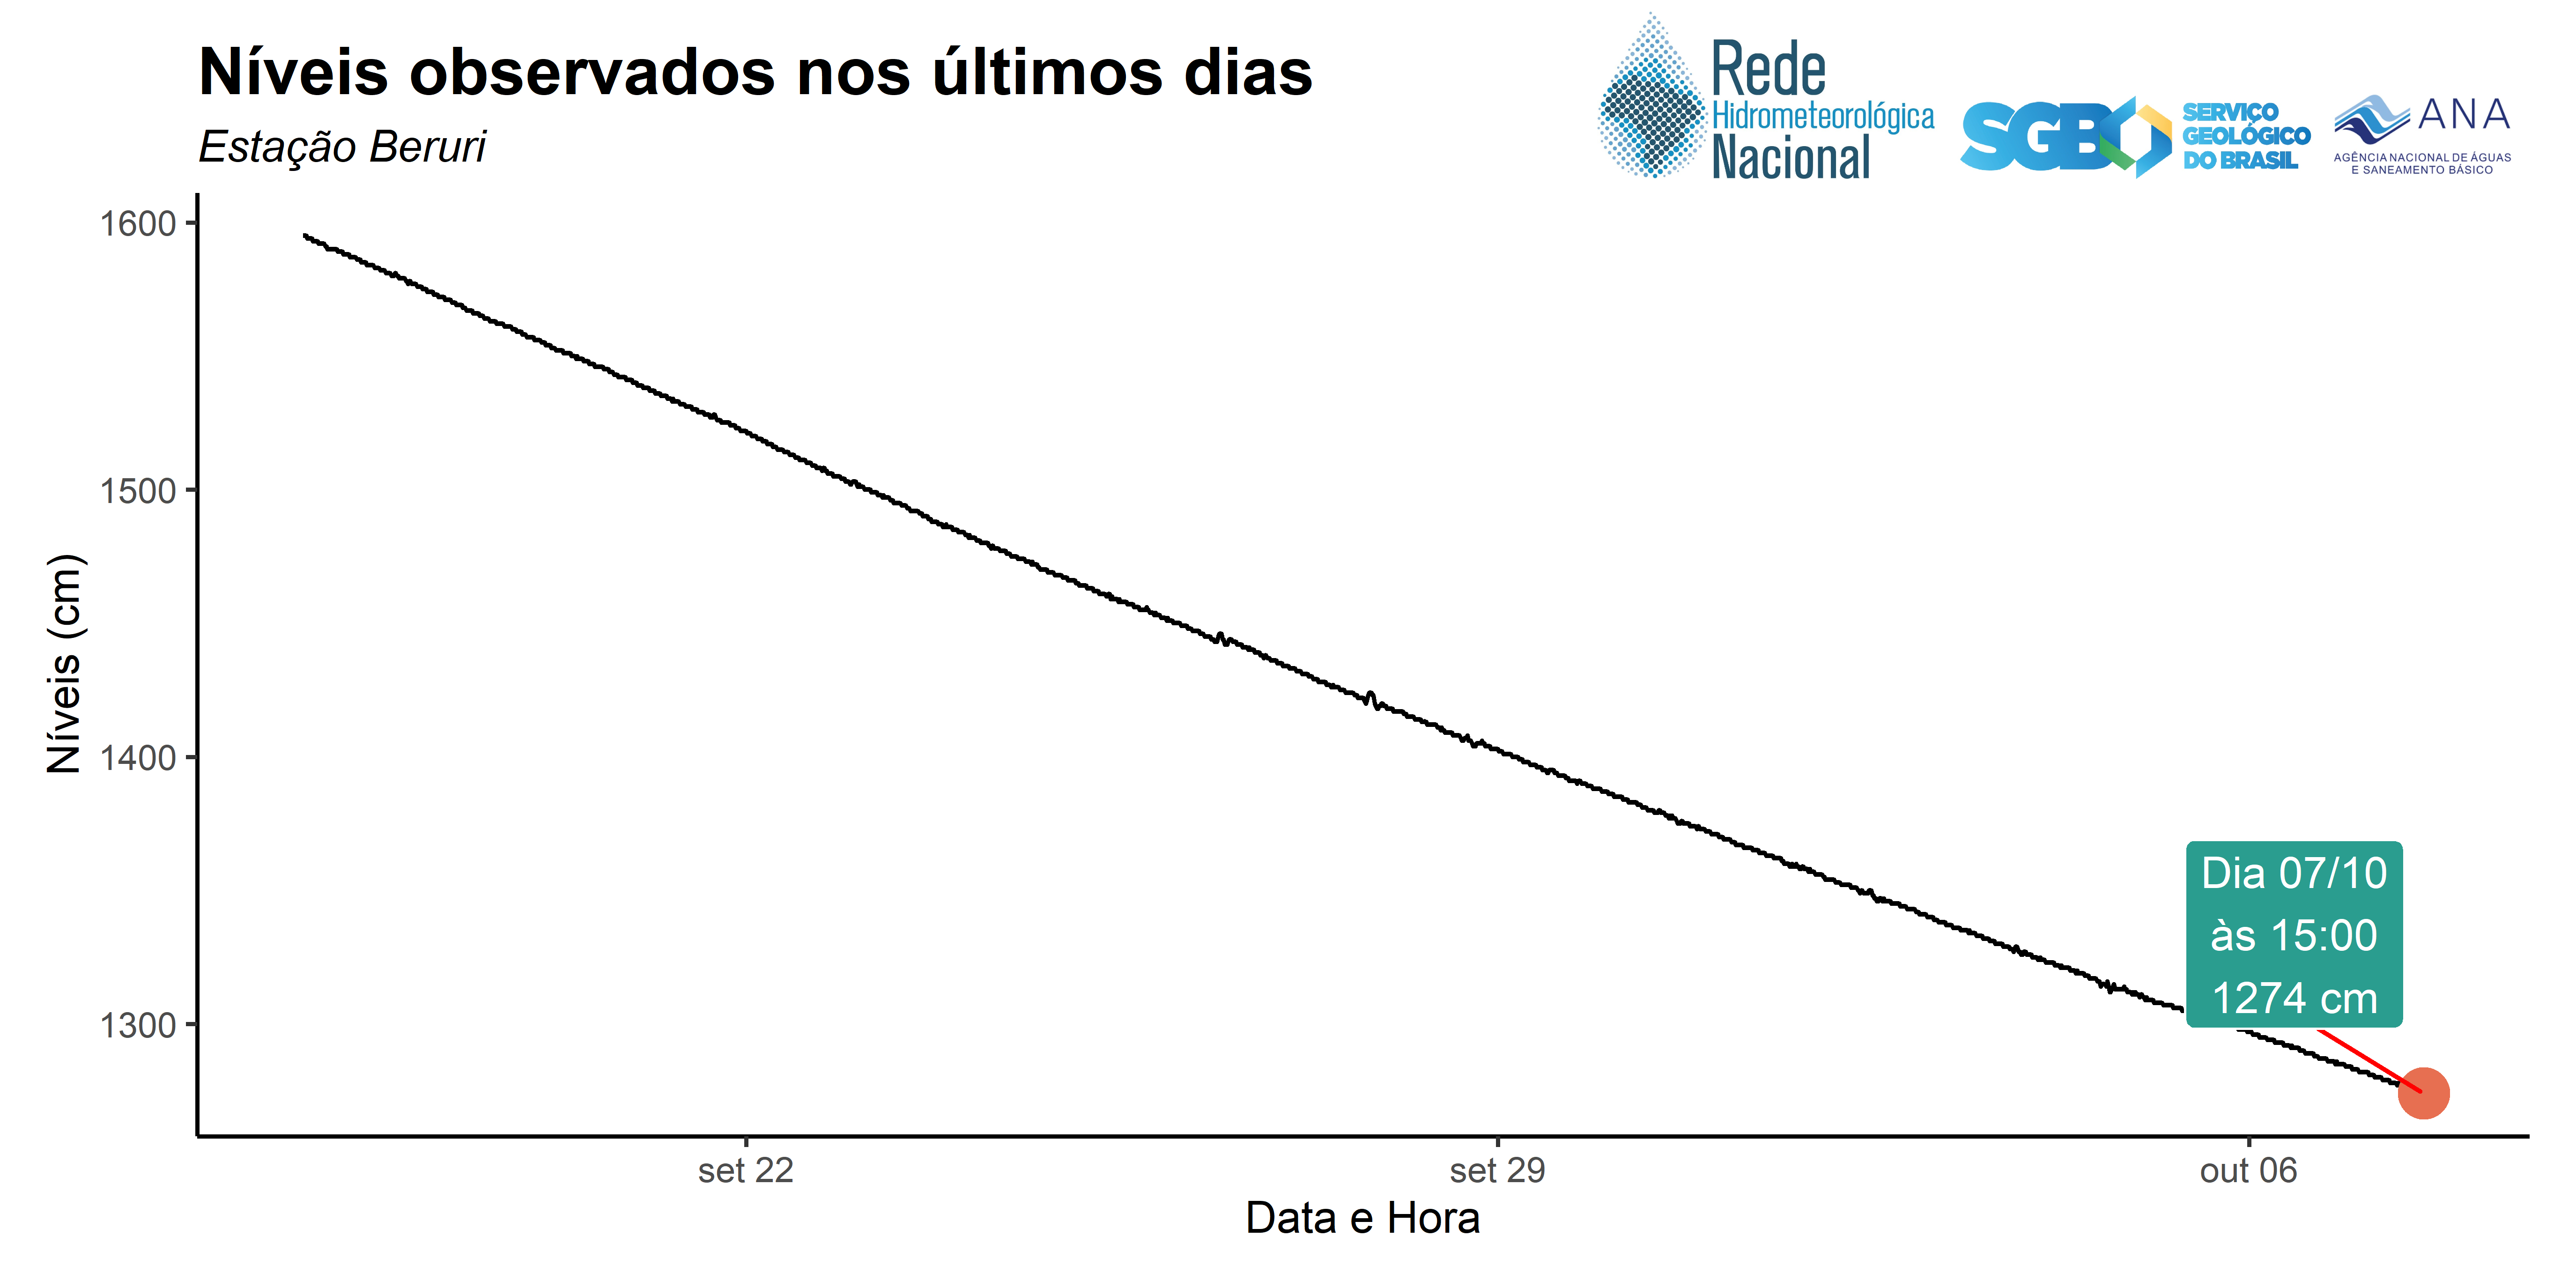 Níveis observados nos últimos dias
Estação Beruri
Rede
Hidrometeorológica
Nacional
SGB
SERVIÇO
GEOLÓGICO
DO BRASIL
ANA
AGÊNCIA NACIONAL DE ÁGUAS
E SANEAMENTO BÁSICO
Níveis (cm)
1600
1500
1400
1300
Dia 07/10
às 15:00
1274 cm
set 22
set 29
out 06
Data e Hora